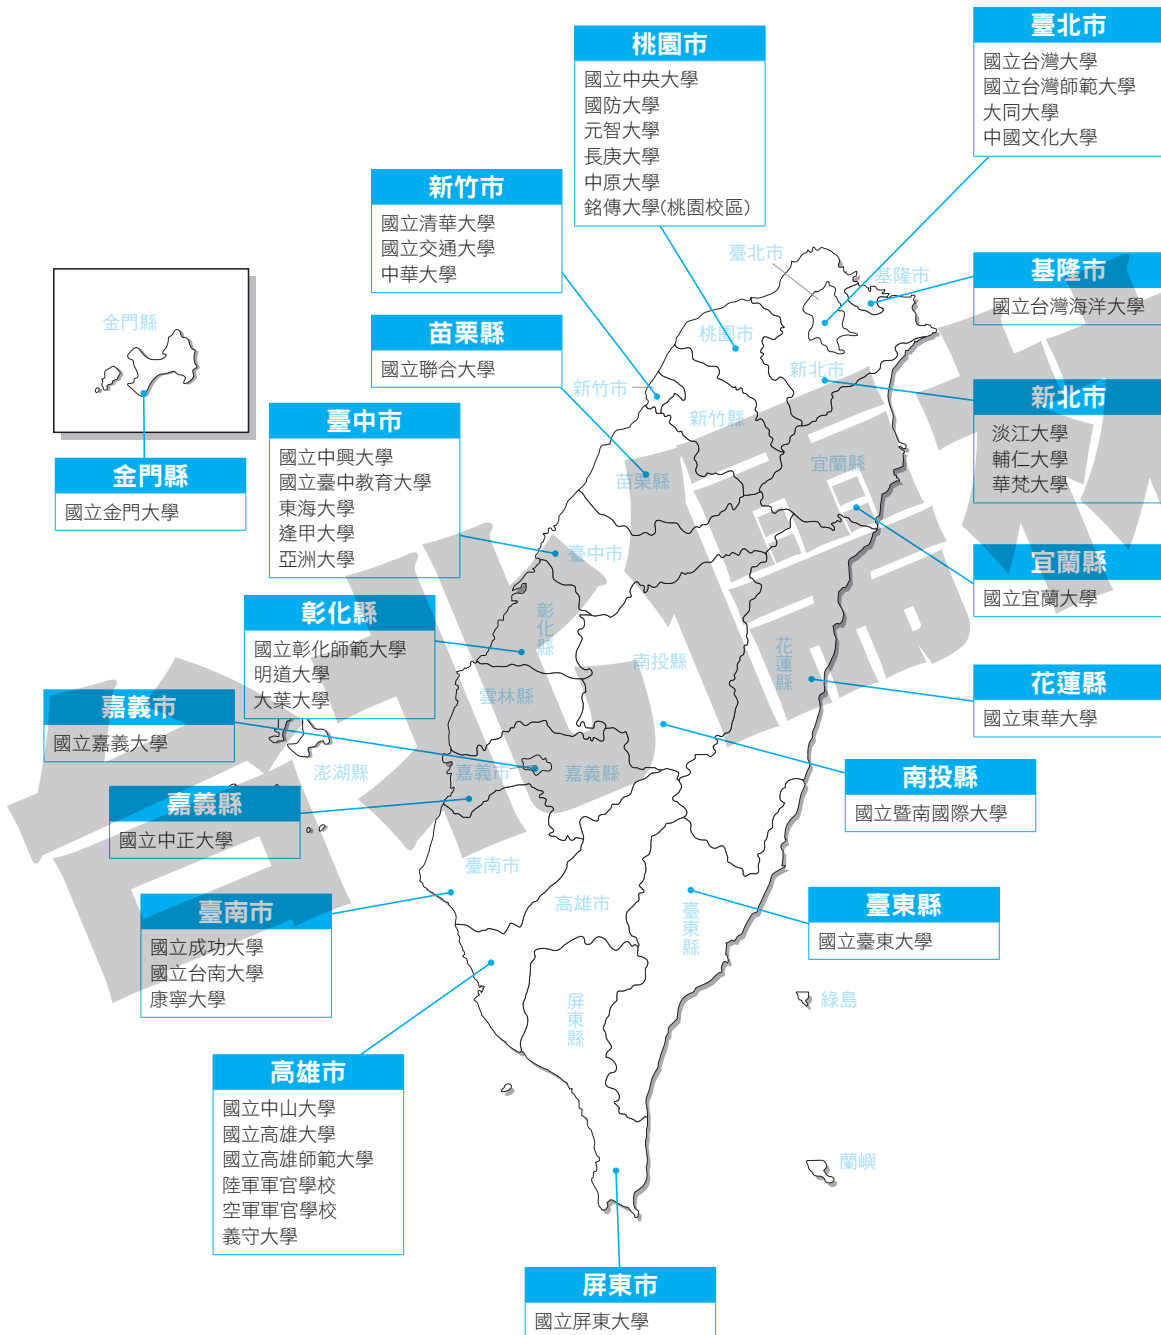 臺北市
國立台灣大學
國立台灣師範大學
大同大學
中國文化大學
桃園市
國立中央大學
國防大學
元智大學
長庚大學
中原大學
銘傳大學(桃園校區)
新竹市
國立清華大學
國立交通大學
中華大學
基隆市
國立台灣海洋大學
苗栗縣
國立聯合大學
新北市
淡江大學
輔仁大學
華梵大學
臺中市
國立中興大學
國立臺中教育大學
東海大學
逢甲大學
亞洲大學
金門縣
國立金門大學
宜蘭縣
國立宜蘭大學
彰化縣
國立彰化師範大學
明道大學
大葉大學
花蓮縣
國立東華大學
嘉義市
國立嘉義大學
南投縣
國立暨南國際大學
嘉義縣
國立中正大學
臺東縣
國立臺東大學
臺南市
國立成功大學
國立台南大學
康寧大學
高雄市
國立中山大學
國立高雄大學
國立高雄師範大學
陸軍軍官學校
空軍軍官學校
義守大學
屏東市
國立屏東大學
金門縣
臺北市
基隆市
桃園市
新北市
新竹市
新竹縣
宜蘭縣
苗栗縣
臺中市
彰化縣
南投縣
花蓮縣
雲林縣
澎湖縣
嘉義市
嘉義縣
臺南市
高雄市
臺東縣
屏東縣
綠島
蘭嶼
台北儒林